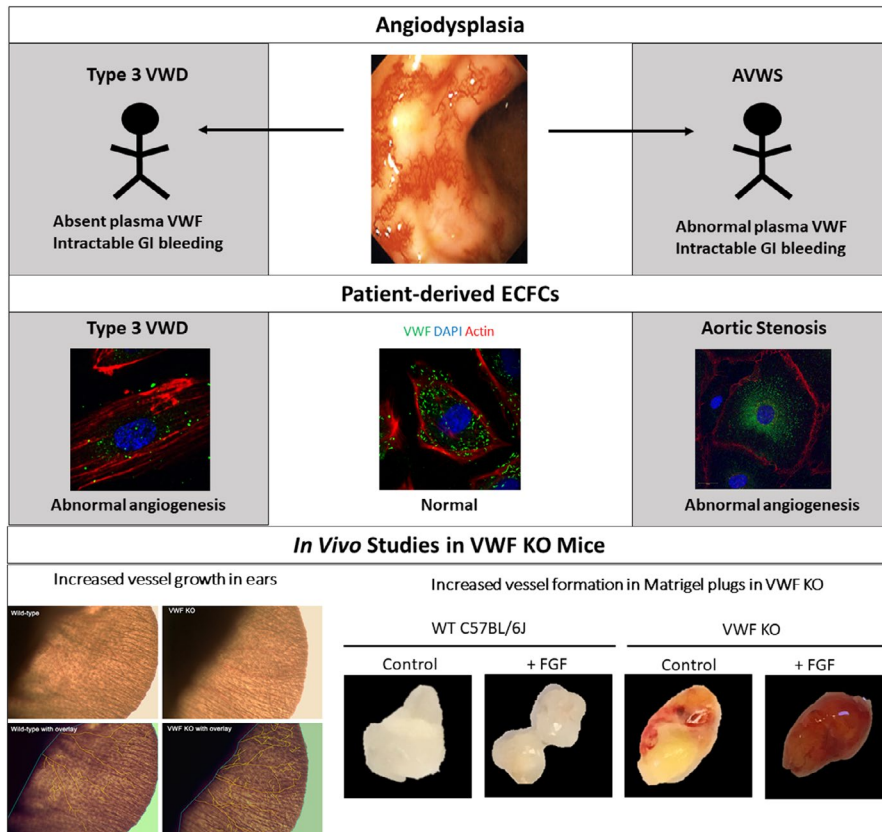 Angiodysplasia
Type 3 VWD
AVWS
Absent plasma VWF
Intractable GI bleeding
Abnormal plasma VWF
Intractable GI bleeding
Patient-derived ECFCs
Type 3 VWD
VWF DAPI Actin
Aortic Stenosis
Abnormal angiogenesis
Normal
Abnormal angiogenesis
In Vivo Studies in VWF KO Mice
Increased vessel growth in ears
Increased vessel formation in Matrigel plugs in VWF KO
Wild-type
VWF KO
WT C57BL/6J
VWF KO
Control
+ FGF
Control
+ FGF
Wild-type with overlay
VWF KO with overlay